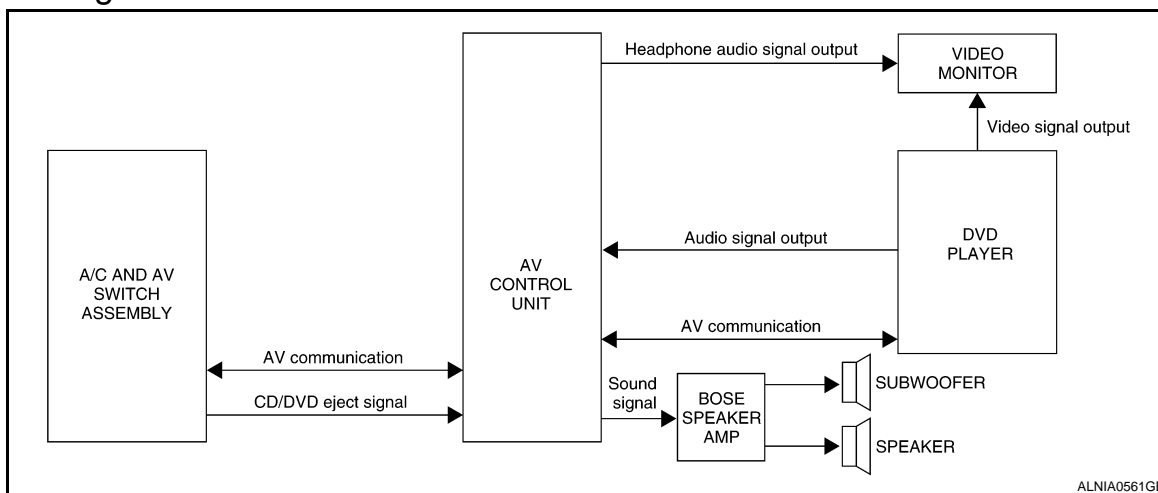 Headphone audio signal output
VIDEO
MONITOR
Video signal output
A/C AND AV
SWITCH
ASSEMBLY
AV
CONTROL
UNIT
Audio signal output
DVD
PLAYER
AV communication
AV communication
CD/DVD eject signal
Sound
signal
BOSE
SPEAKER
AMP
SUBWOOFER
SPEAKER